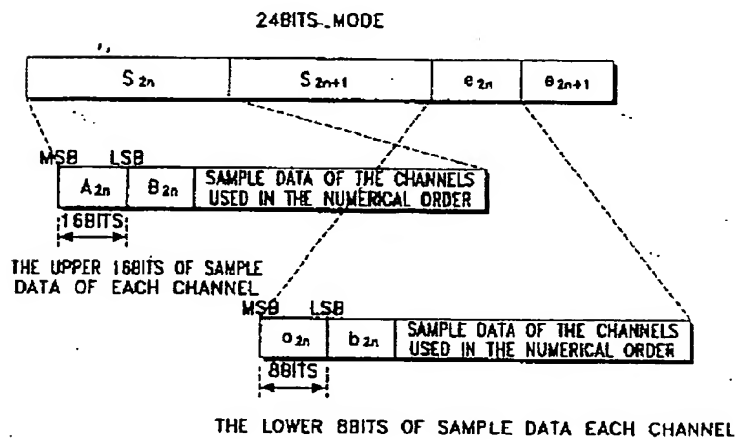 24BITS MODE
S2n S2n+1 e2n e2n+1
MSB LSB
A2n B2n SAMPLE DATA OF THE CHANNELS
USED IN THE NUMERICAL ORDER
16BITS
THE UPPER 16BITS OF SAMPLE
DATA OF EACH CHANNEL
MSB LSB
a2n b2n SAMPLE DATA OF THE CHANNELS
USED IN THE NUMERICAL ORDER
8BITS
THE LOWER 8BITS OF SAMPLE DATA EACH CHANNEL